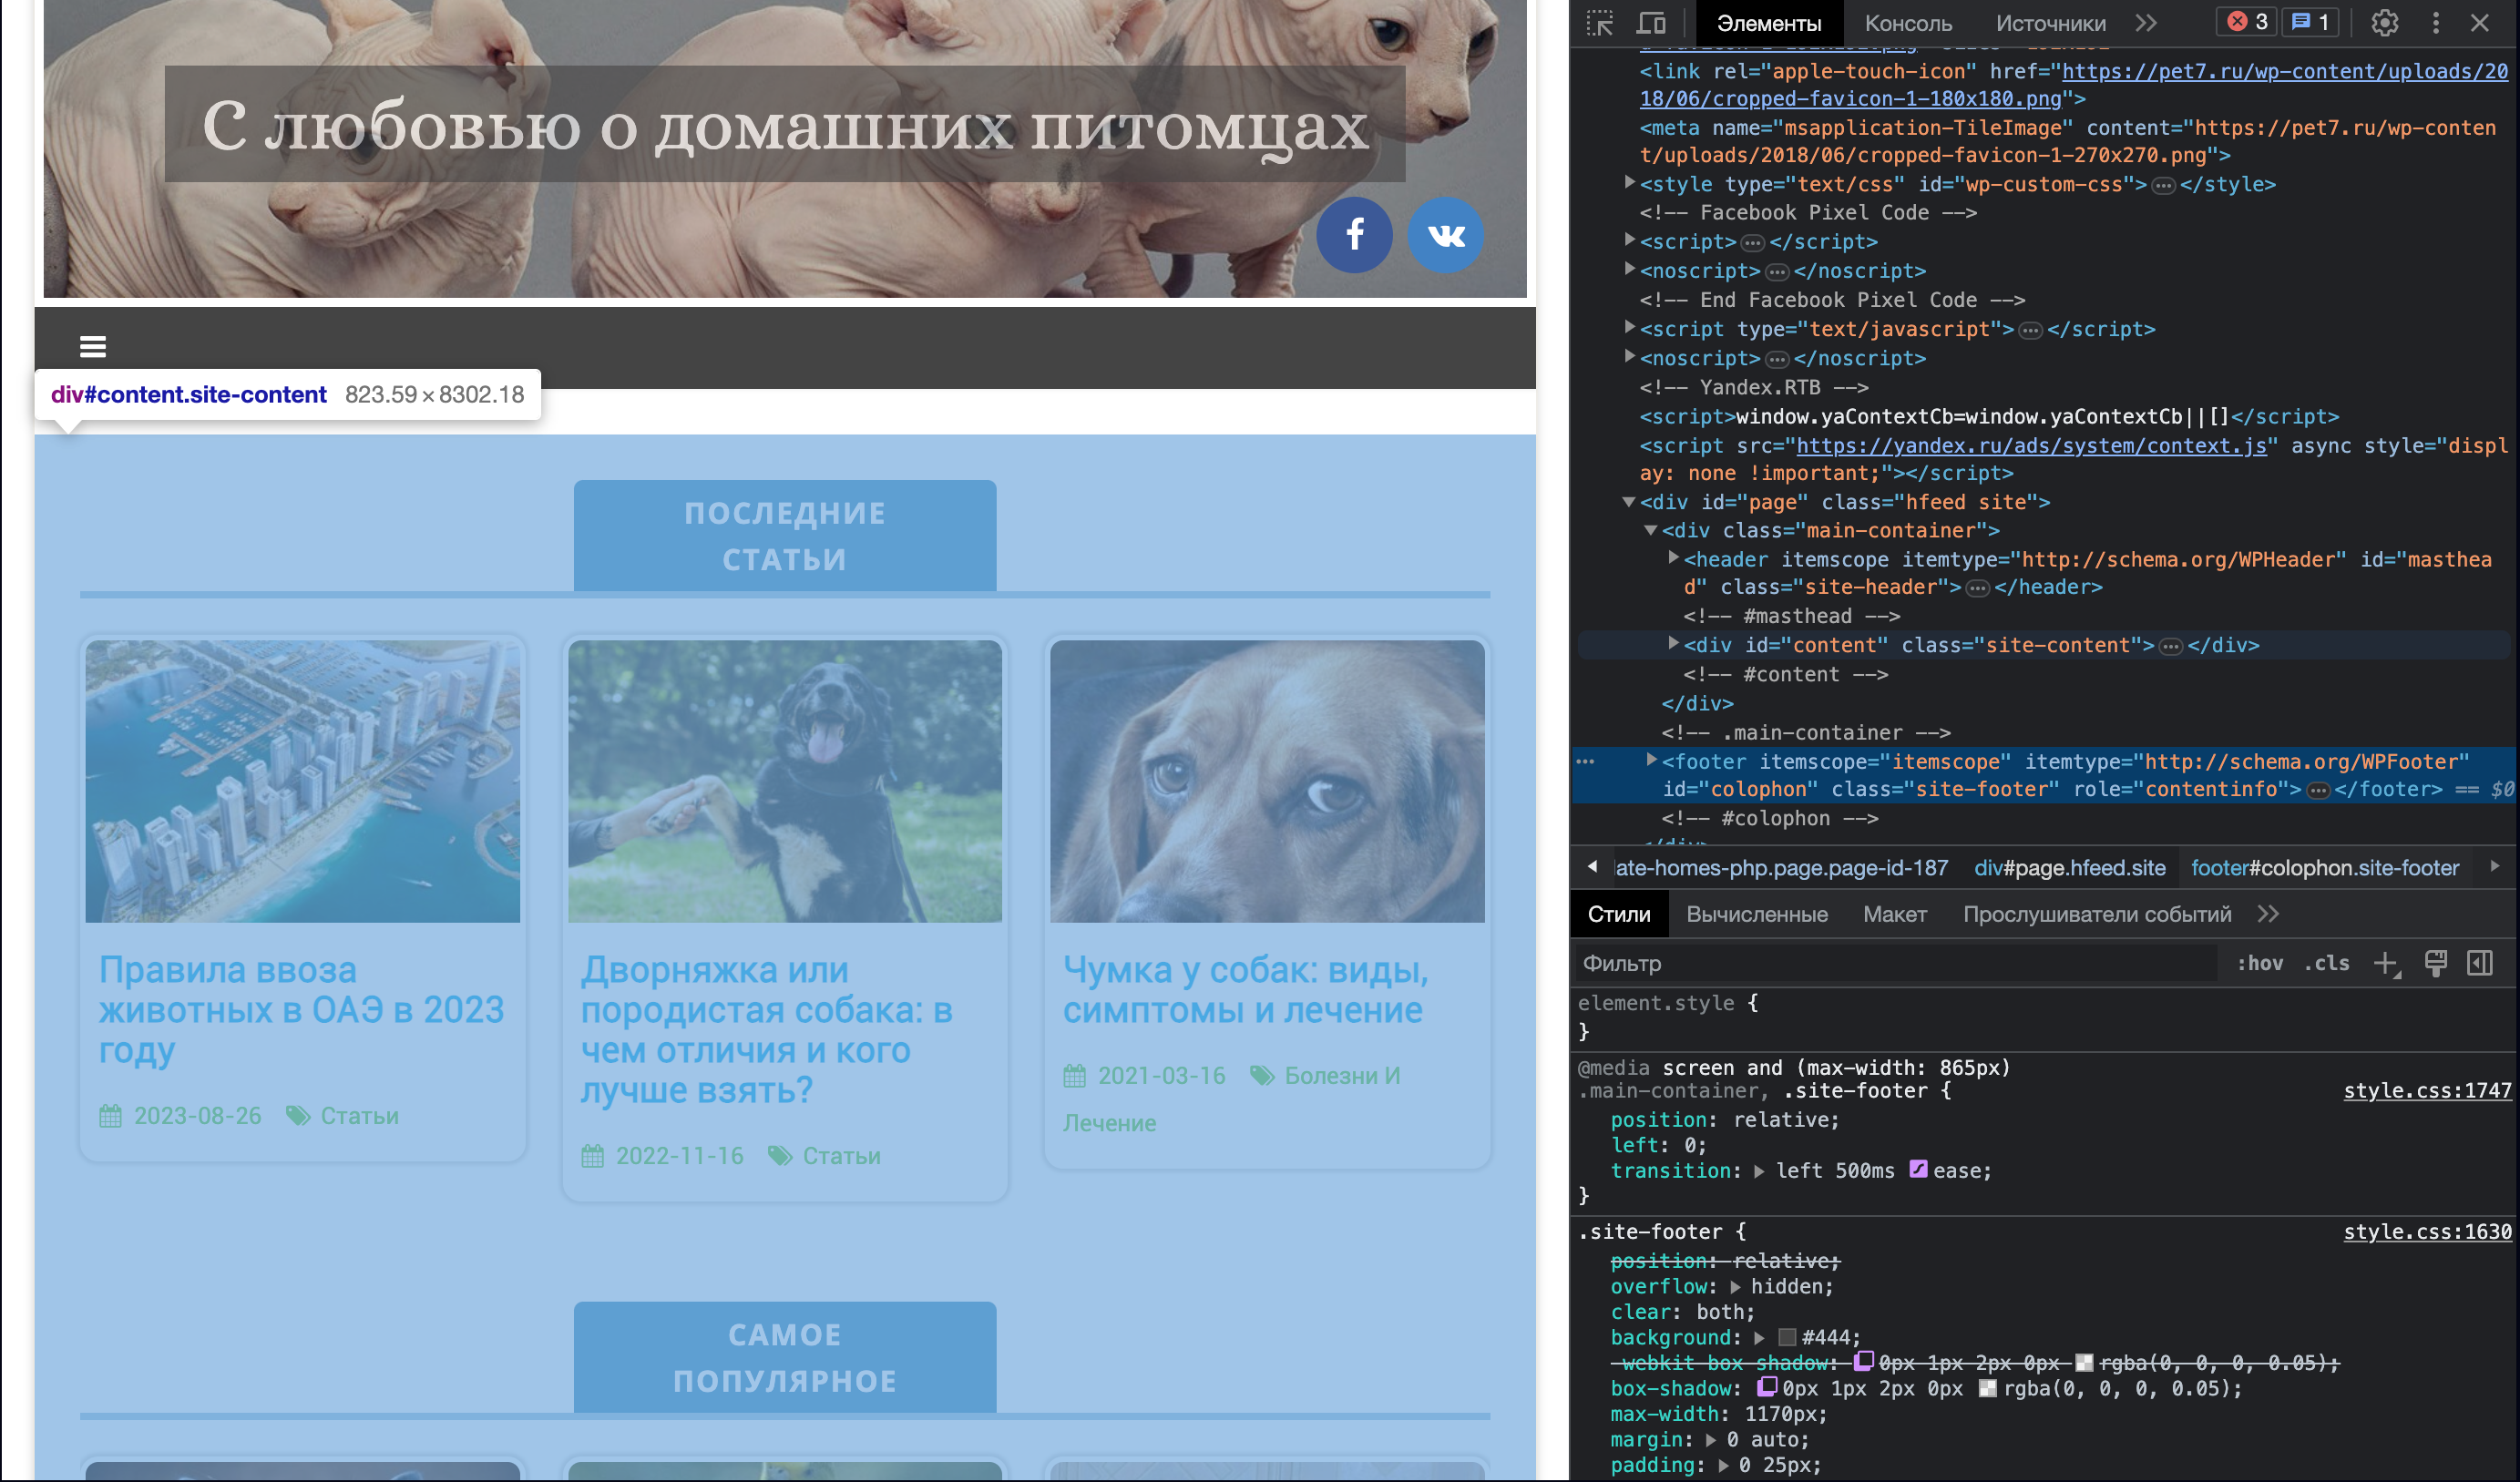 С любовью о домашних питомцах
div#content.site-content 823.59 × 8302.18
ПОСЛЕДНИЕ
СТАТЬИ
Правила ввоза
животных в ОАЭ в 2023
году
2023-08-26 Статьи
Дворняжка или
породистая собака: в
чем отличия и кого
лучше взять?
2022-11-16 Статьи
Чумка у собак: виды,
симптомы и лечение
2021-03-16 Болезни И
Лечение
САМОЕ
ПОПУЛЯРНОЕ
Элементы Консоль Источники 3 1
<link rel="apple-touch-icon" href="https://pet7.ru/wp-content/uploads/20
18/06/cropped-favicon-1-180x180.png">
<meta name="msapplication-TileImage" content="https://pet7.ru/wp-conten
t/uploads/2018/06/cropped-favicon-1-270x270.png">
<style type="text/css" id="wp-custom-css">…</style>
<!-- Facebook Pixel Code -->
<script>…</script>
<noscript>…</noscript>
<!-- End Facebook Pixel Code -->
<script type="text/javascript">…</script>
<noscript>…</noscript>
<!-- Yandex.RTB -->
<script>window.yaContextCb=window.yaContextCb||[]</script>
<script src="https://yandex.ru/ads/system/context.js" async style="displ
ay: none !important;"></script>
<div id="page" class="hfeed site">
<div class="main-container">
<header itemscope itemtype="http://schema.org/WPHeader" id="masthea
d" class="site-header">…</header>
<!-- #masthead -->
<div id="content" class="site-content">…</div>
<!-- #content -->
</div>
<!-- .main-container -->
<footer itemscope="itemscope" itemtype="http://schema.org/WPFooter"
id="colophon" class="site-footer" role="contentinfo">…</footer> == $0
<!-- #colophon -->
late-homes-php.page.page-id-187 div#page.hfeed.site footer#colophon.site-footer
Стили Вычисленные Макет Прослушиватели событий
Фильтр :hov .cls
element.style {
}
@media screen and (max-width: 865px)
.main-container, .site-footer { style.css:1747
position: relative;
left: 0;
transition: left 500ms ease;
}
.site-footer { style.css:1630
position: relative;
overflow: hidden;
clear: both;
background: #444;
-webkit-box-shadow: 0px 1px 2px 0px rgba(0, 0, 0, 0.05);
box-shadow: 0px 1px 2px 0px rgba(0, 0, 0, 0.05);
max-width: 1170px;
margin: 0 auto;
padding: 0 25px;